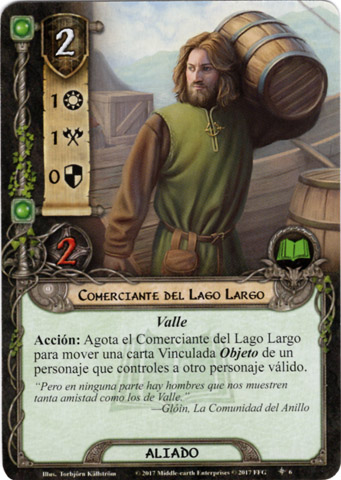 2
1
1
0
2
Comerciante del Lago Largo
Valle
Acción: Agota el Comerciante del Lago Largo
para mover una carta Vinculada Objeto de un
personaje que controles a otro personaje válido.
“Pero en ninguna parte hay hombres que nos muestren
tanta amistad como los de Valle.”
—Glóin. La Comunidad del Anillo
ALIADO
Illus. Torbjörn Källström
© 2017 Middle-earth Enterprises © 2017 FFG
6